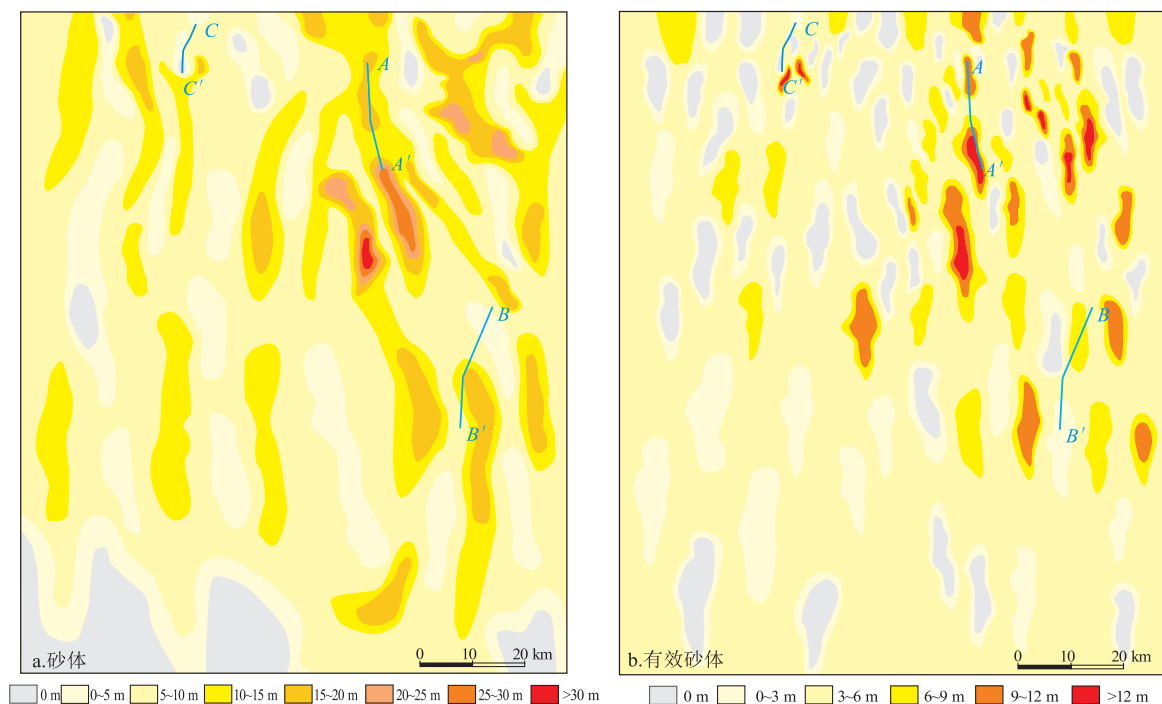 C
C′
A
A′
B
B′
a.砂体
0 10 20 km
0 m 0~5 m 5~10 m 10~15 m 15~20 m 20~25 m 25~30 m >30 m
C
C′
A
A′
B
B′
b.有效砂体
0 10 20 km
0 m 0~3 m 3~6 m 6~9 m 9~12 m >12 m